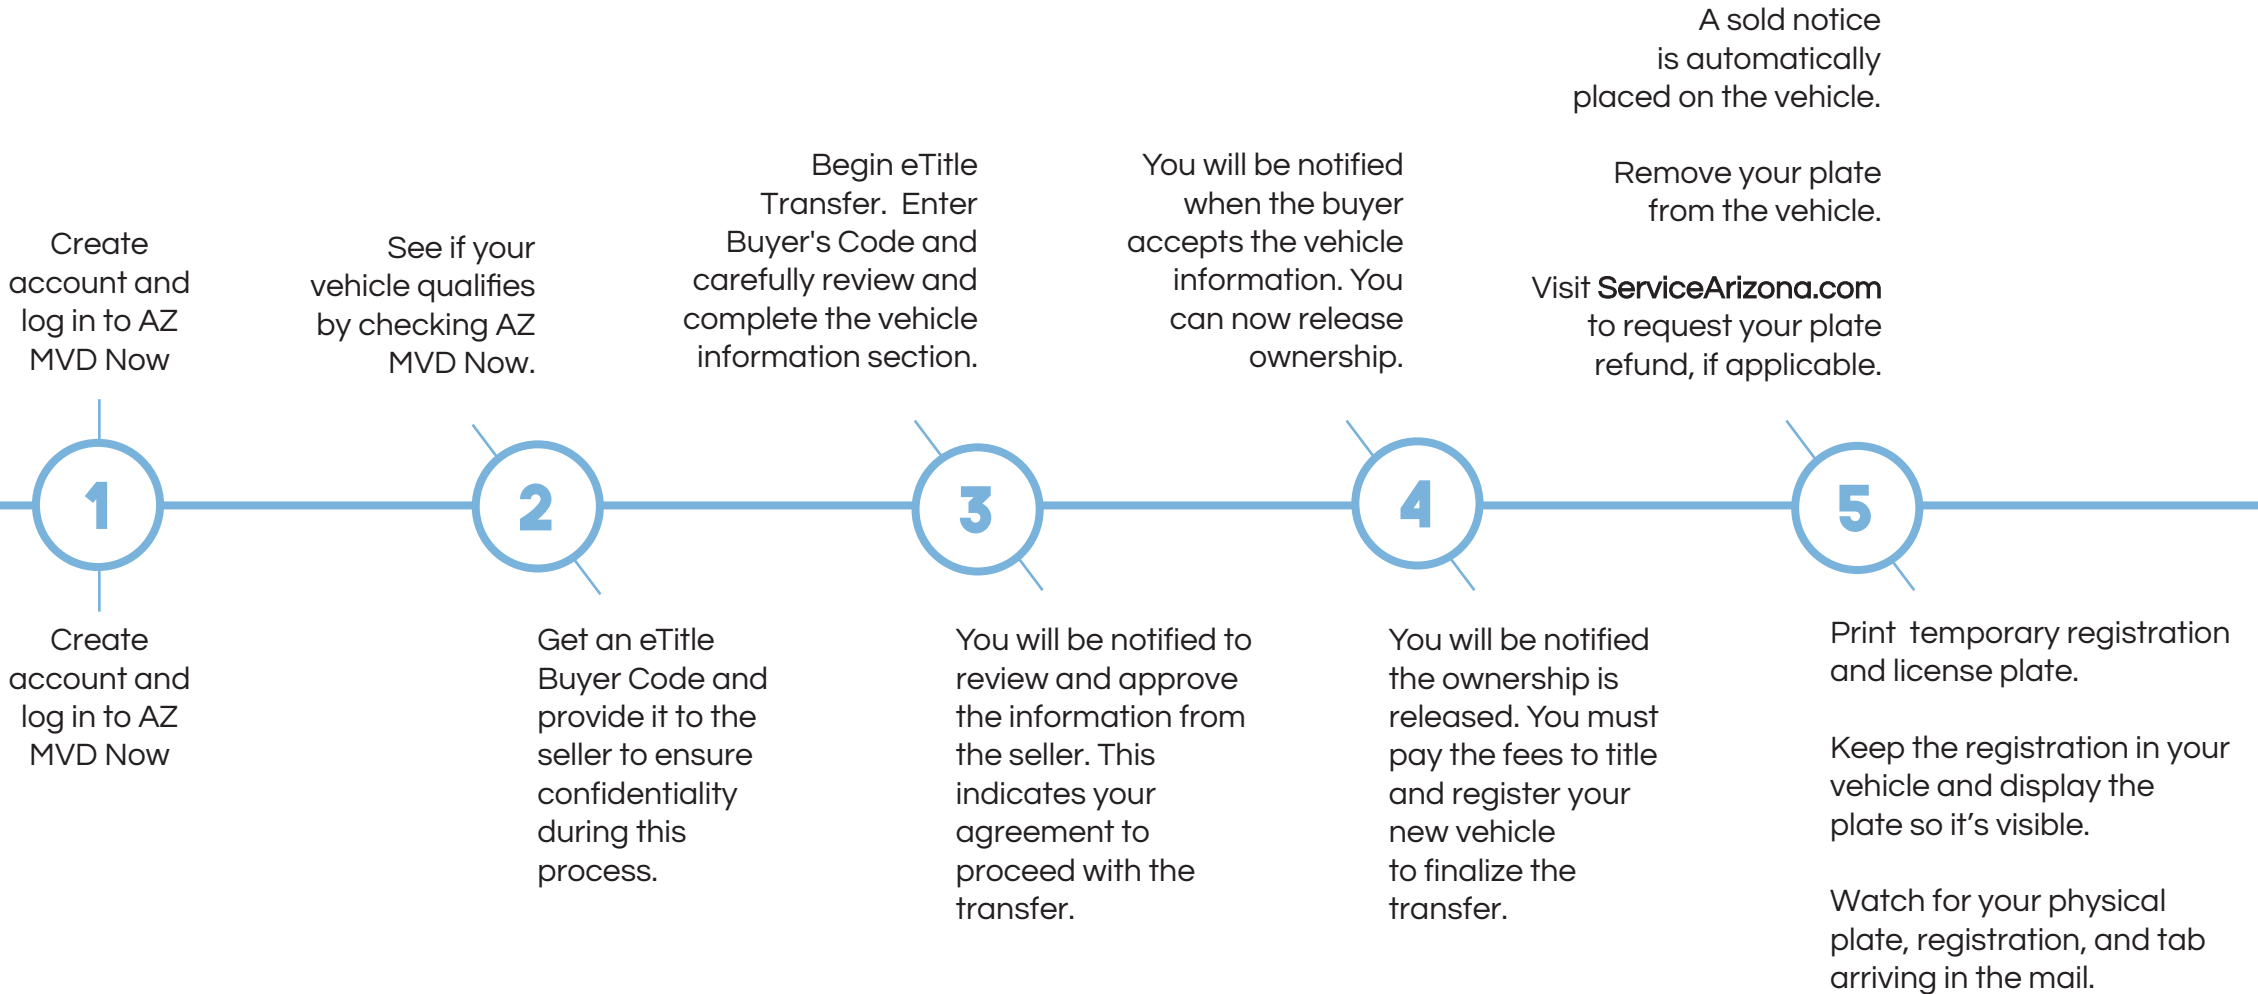 Create
account and
log in to AZ
MVD Now
See if your
vehicle qualifies
by checking AZ
MVD Now.
Begin eTitle
Transfer.  Enter
Buyer's Code and
carefully review and
complete the vehicle
information section.
You will be notified
when the buyer
accepts the vehicle
information. You
can now release
ownership.
A sold notice
is automatically
placed on the vehicle.
Remove your plate
from the vehicle.
Visit ServiceArizona.com
to request your plate
refund, if applicable.
1
2
3
4
5
Create
account and
log in to AZ
MVD Now
Get an eTitle
Buyer Code and
provide it to the
seller to ensure
confidentiality
during this
process.
You will be notified to
review and approve
the information from
the seller. This
indicates your
agreement to
proceed with the
transfer.
You will be notified
the ownership is
released. You must
pay the fees to title
and register your
new vehicle
to finalize the
transfer.
Print  temporary registration
and license plate.
Keep the registration in your
vehicle and display the
plate so it’s visible.
Watch for your physical
plate, registration, and tab
arriving in the mail.